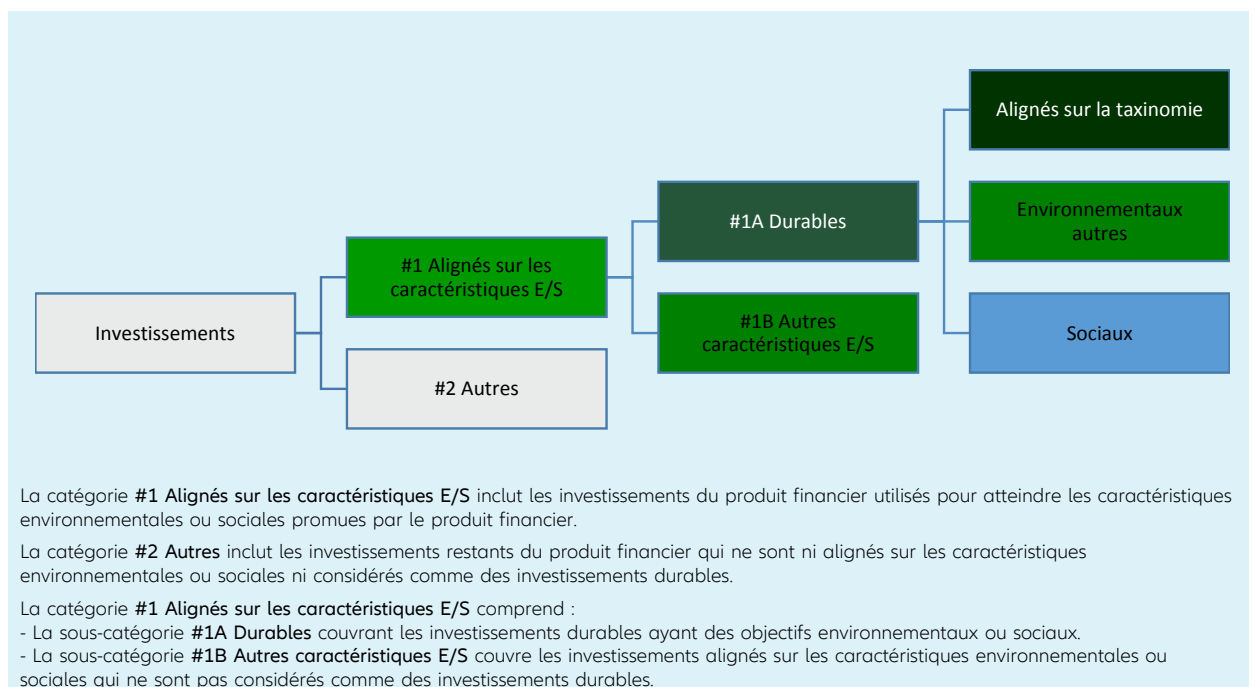 Alignés sur la taxinomie
#1A Durables
Environnementaux
autres
#1 Alignés sur les
caractéristiques E/S
Investissements
#1B Autres
caractéristiques E/S
Sociaux
#2 Autres
La catégorie #1 Alignés sur les caractéristiques E/S inclut les investissements du produit financier utilisés pour atteindre les caractéristiques
environnementales ou sociales promues par le produit financier.
La catégorie #2 Autres inclut les investissements restants du produit financier qui ne sont ni alignés sur les caractéristiques
environnementales ou sociales ni considérés comme des investissements durables.
La catégorie #1 Alignés sur les caractéristiques E/S comprend :
- La sous-catégorie #1A Durables couvrant les investissements durables ayant des objectifs environnementaux ou sociaux.
- La sous-catégorie #1B Autres caractéristiques E/S couvre les investissements alignés sur les caractéristiques environnementales ou
sociales qui ne sont pas considérés comme des investissements durables.